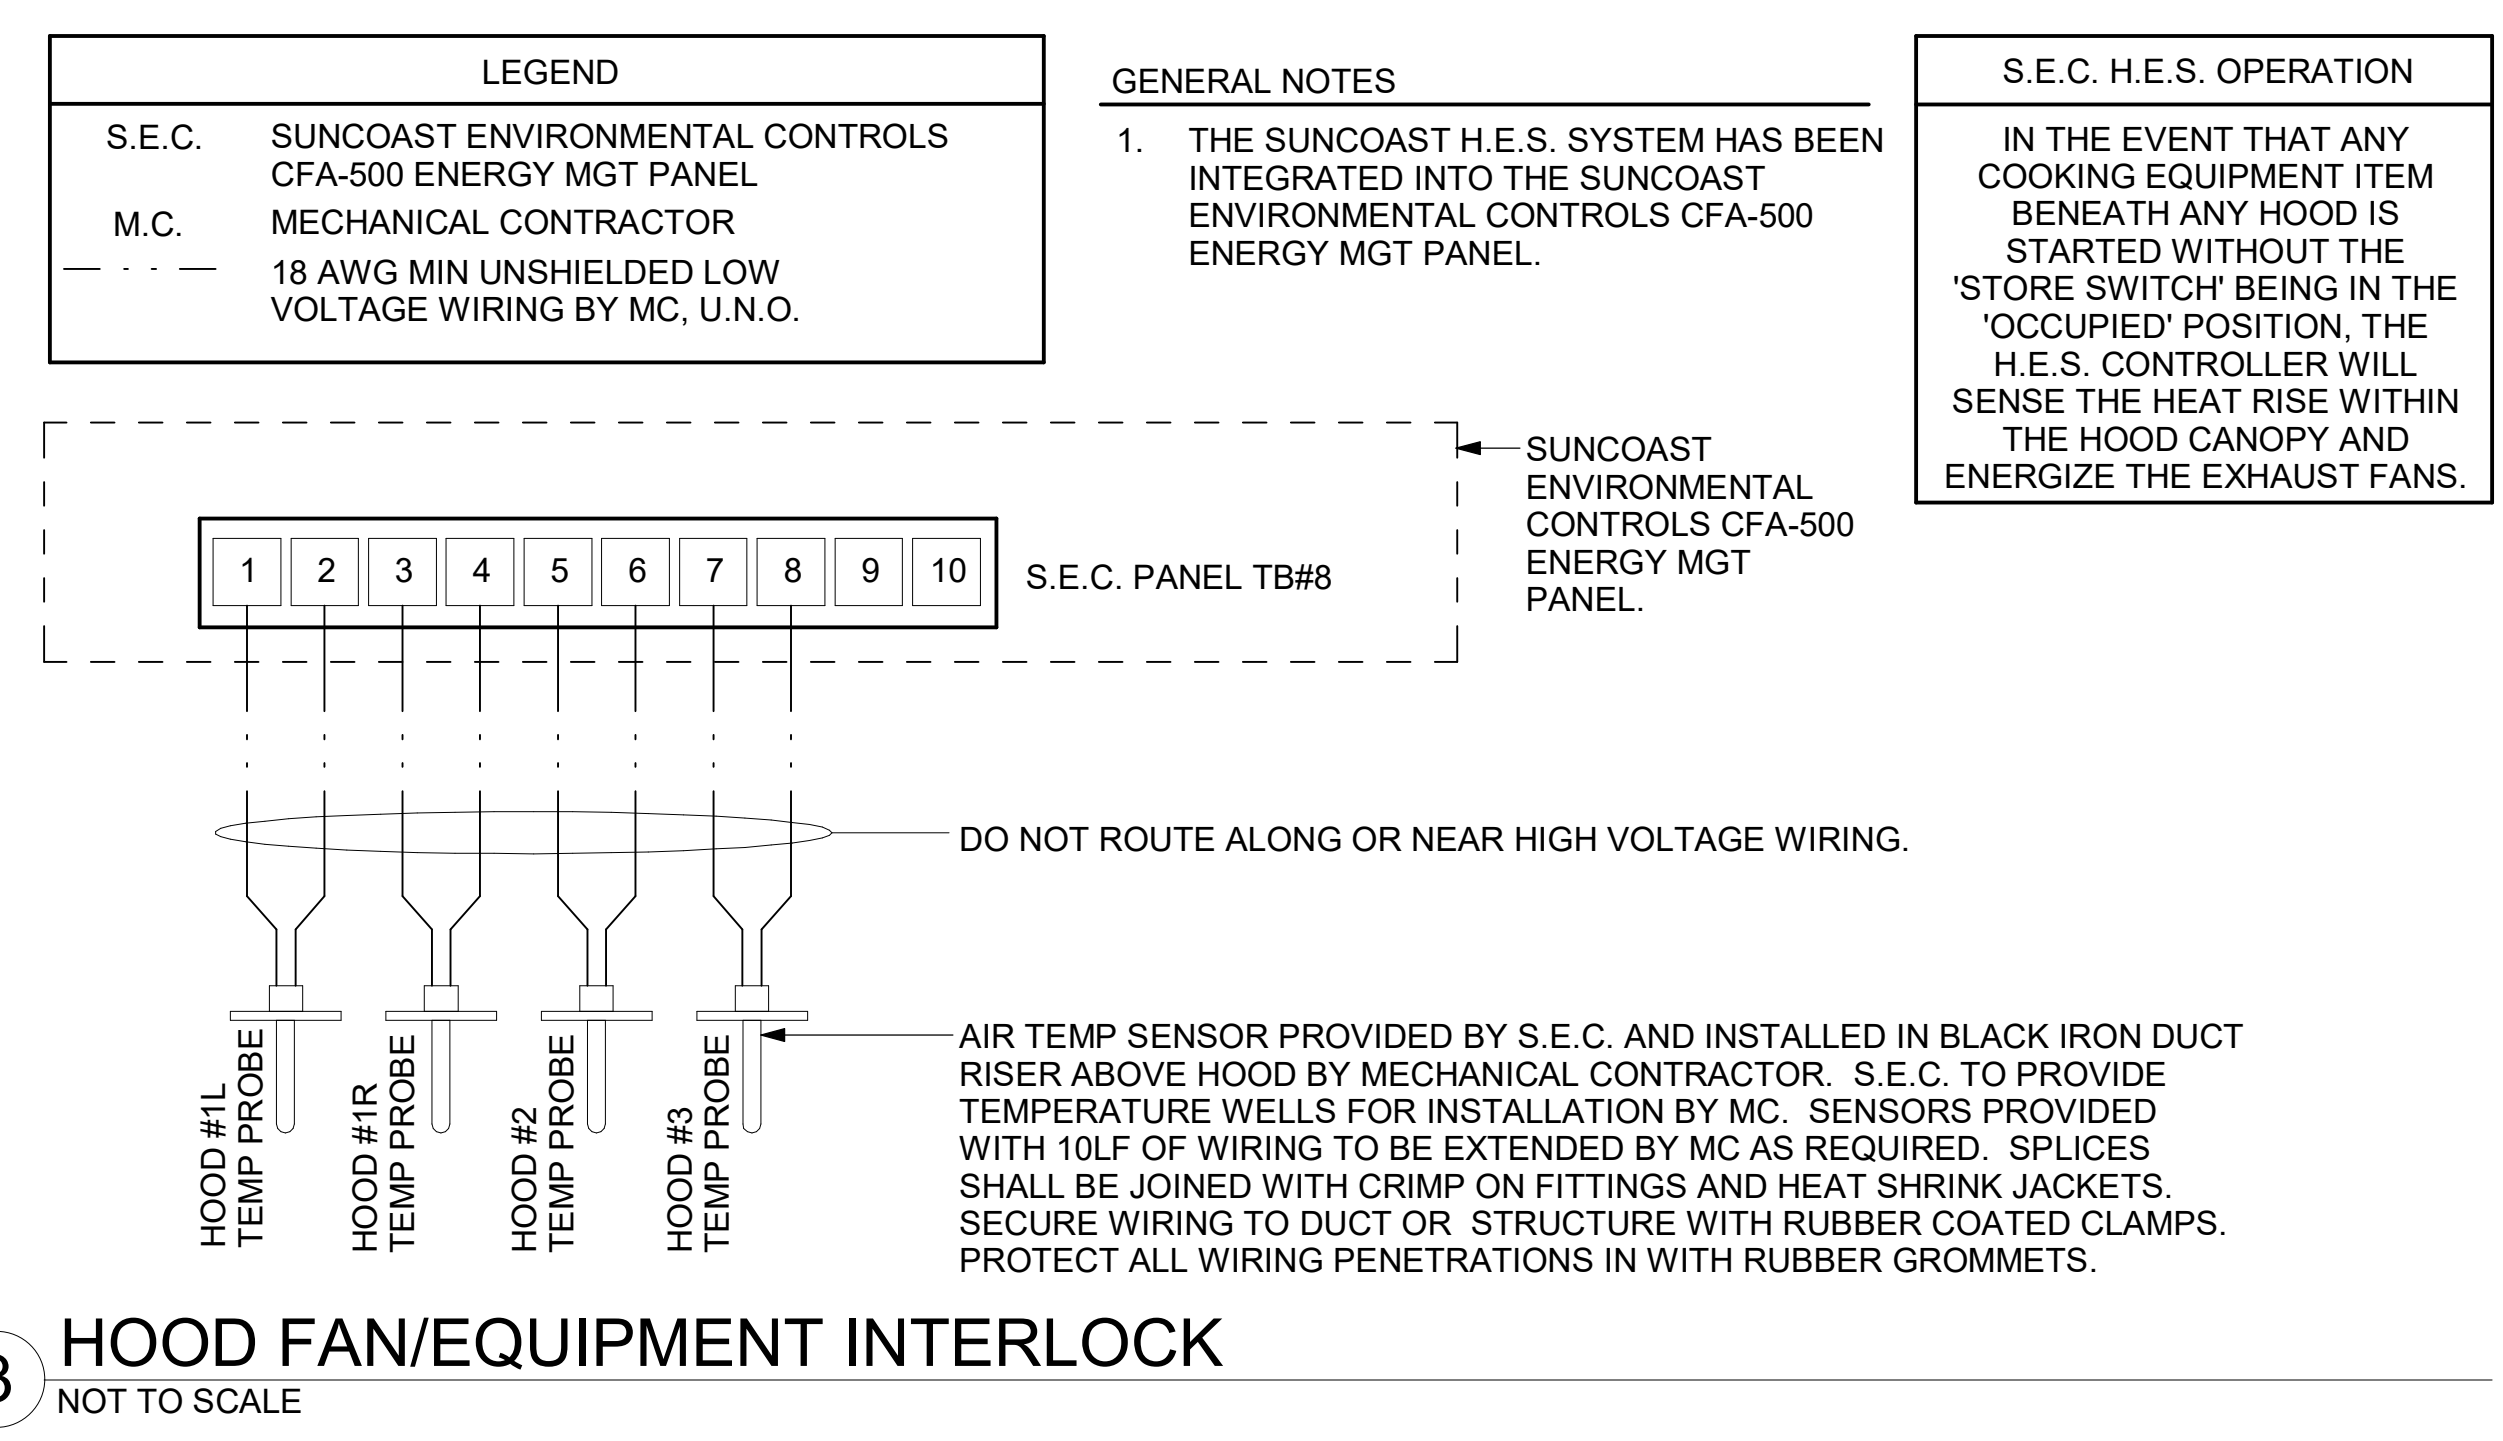 LEGEND
S.E.C. SUNCOAST ENVIRONMENTAL CONTROLS
CFA-500 ENERGY MGT PANEL
M.C. MECHANICAL CONTRACTOR
18 AWG MIN UNSHIELDED LOW
VOLTAGE WIRING BY MC, U.N.O.
GENERAL NOTES
1. THE SUNCOAST H.E.S. SYSTEM HAS BEEN
INTEGRATED INTO THE SUNCOAST
ENVIRONMENTAL CONTROLS CFA-500
ENERGY MGT PANEL.
S.E.C. H.E.S. OPERATION
IN THE EVENT THAT ANY
COOKING EQUIPMENT ITEM
BENEATH ANY HOOD IS
STARTED WITHOUT THE
'STORE SWITCH' BEING IN THE
'OCCUPIED' POSITION, THE
H.E.S. CONTROLLER WILL
SENSE THE HEAT RISE WITHIN
THE HOOD CANOPY AND
ENERGIZE THE EXHAUST FANS.
SUNCOAST
ENVIRONMENTAL
CONTROLS CFA-500
ENERGY MGT
PANEL.
1 2 3 4 5 6 7 8 9 10
S.E.C. PANEL TB#8
DO NOT ROUTE ALONG OR NEAR HIGH VOLTAGE WIRING.
HOOD #1L
TEMP PROBE
HOOD #1R
TEMP PROBE
HOOD #2
TEMP PROBE
HOOD #3
TEMP PROBE
AIR TEMP SENSOR PROVIDED BY S.E.C. AND INSTALLED IN BLACK IRON DUCT
RISER ABOVE HOOD BY MECHANICAL CONTRACTOR. S.E.C. TO PROVIDE
TEMPERATURE WELLS FOR INSTALLATION BY MC. SENSORS PROVIDED
WITH 10LF OF WIRING TO BE EXTENDED BY MC AS REQUIRED. SPLICES
SHALL BE JOINED WITH CRIMP ON FITTINGS AND HEAT SHRINK JACKETS.
SECURE WIRING TO DUCT OR STRUCTURE WITH RUBBER COATED CLAMPS.
PROTECT ALL WIRING PENETRATIONS IN WITH RUBBER GROMMETS.
HOOD FAN/EQUIPMENT INTERLOCK
NOT TO SCALE